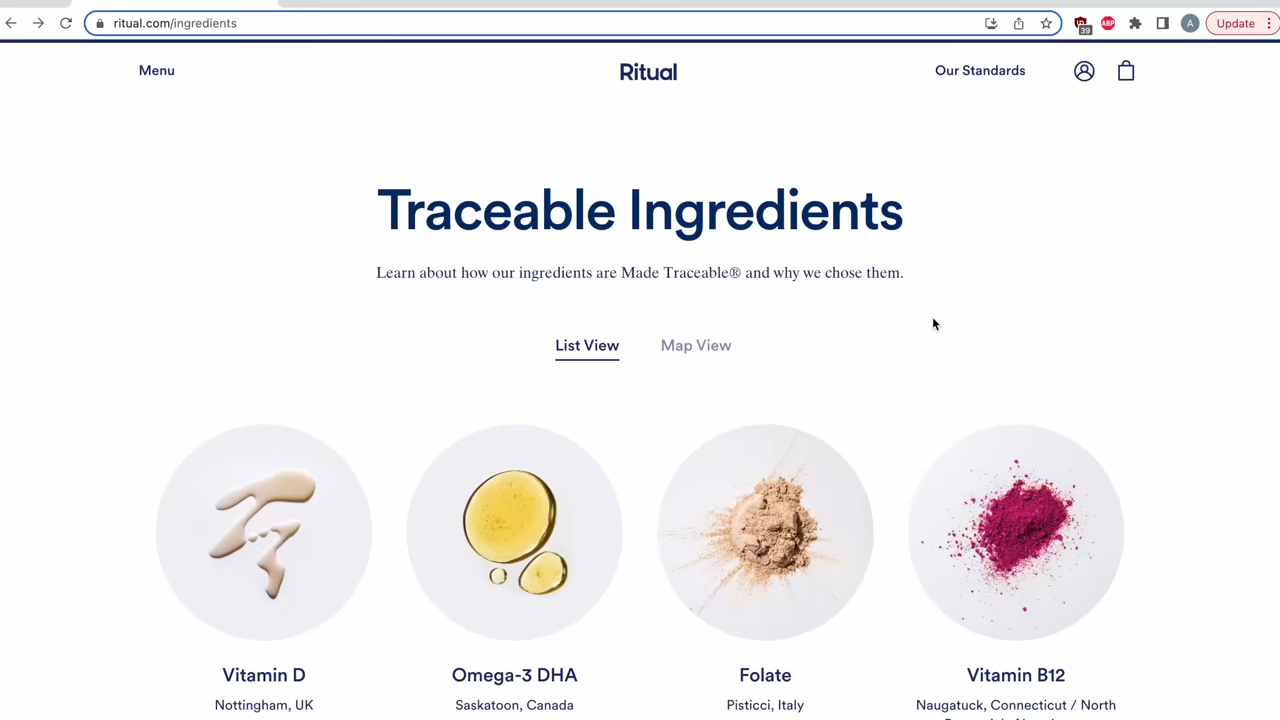 ritual.com/ingredients
39
ABP
A
Update
Menu
Ritual
Our Standards
Traceable Ingredients
Learn about how our ingredients are Made Traceable® and why we chose them.
List View
Map View
Vitamin D
Omega-3 DHA
Folate
Vitamin B12
Nottingham, UK
Saskatoon, Canada
Pisticci, Italy
Naugatuck, Connecticut / North